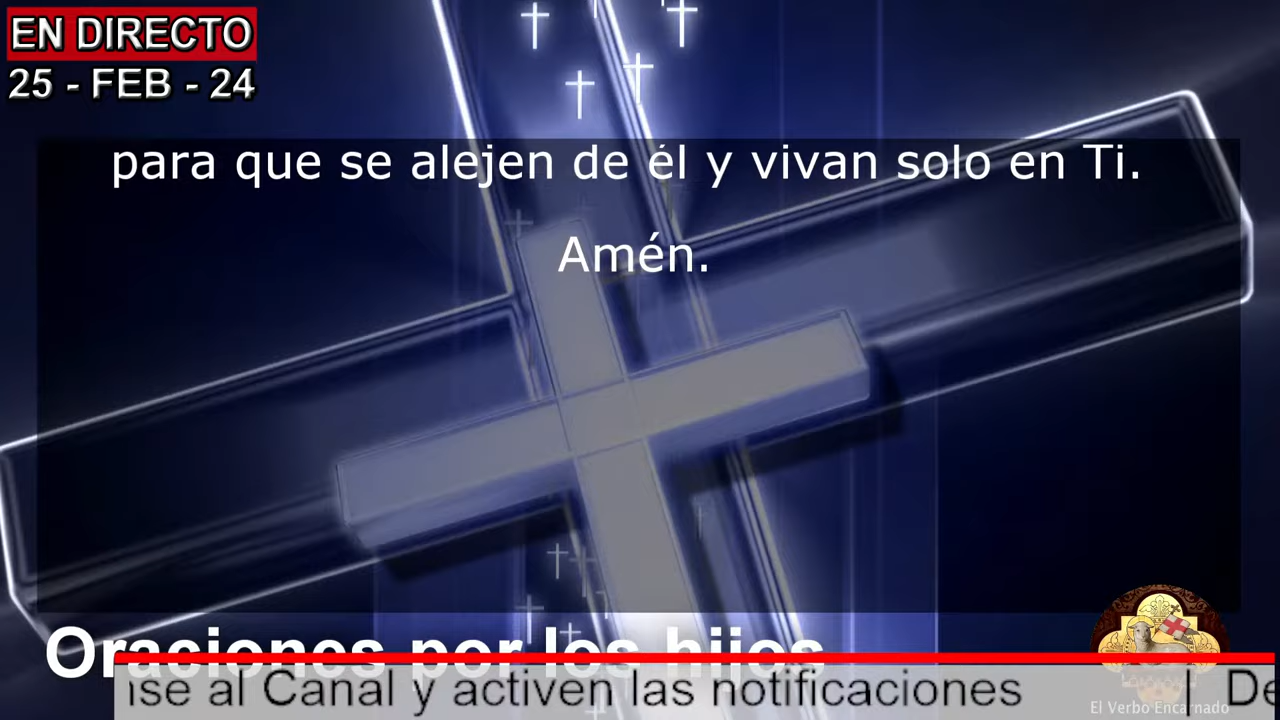 EN DIRECTO
25 - FEB - 24
para que se alejen de él y vivan solo en Ti.
Amén.
Oraciones por los hijos
El Verbo Encarnado
se al Canal y activen las notificaciones